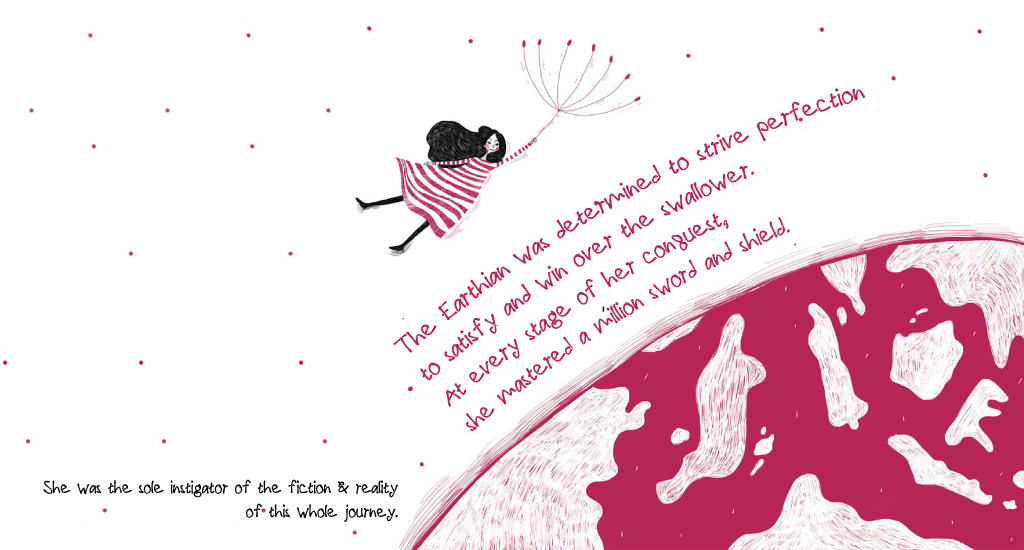 The Earthian was determined to strive perfection
to satisfy and win over the swallower.
At every stage of her conquest,
she mastered a million sword and shield.
She was the sole instigator of the fiction & reality
of this whole journey.